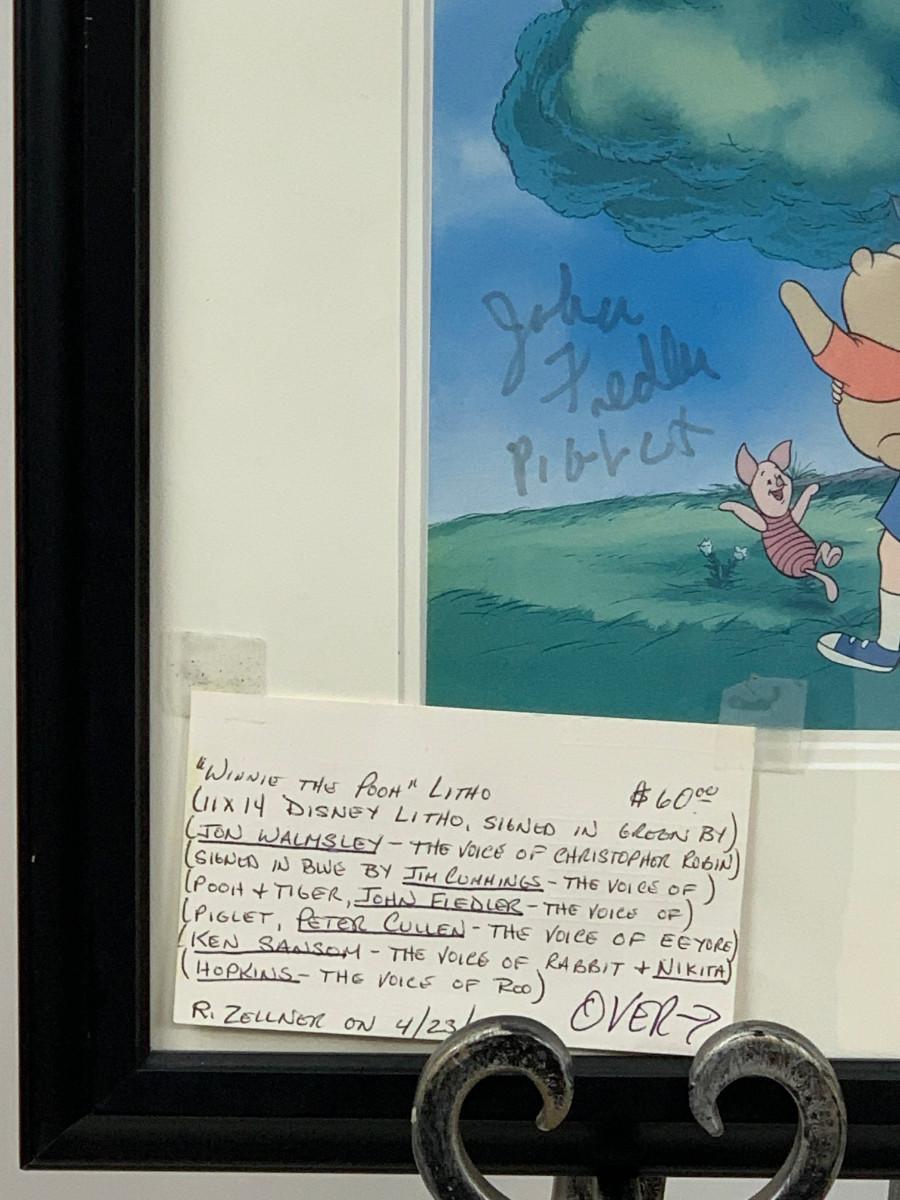 John
Fiedler
Piglet
"WINNIE THE POOH" LITHO $60.00
(11 X 14 DISNEY LITHO, SIGNED IN GREEN BY)
(JON WALMSLEY - THE VOICE OF CHRISTOPHER ROBIN)
(SIGNED IN BLUE BY JIM CUMMINGS - THE VOICE OF)
(POOH + TIGER, JOHN FIEDLER - THE VOICE OF)
(PIGLET, PETER CULLEN - THE VOICE OF EEYORE)
(KEN SANSOM - THE VOICE OF RABBIT + NIKITA)
(HOPKINS - THE VOICE OF ROO)
R. ZELLNER ON 4/23/ OVER→